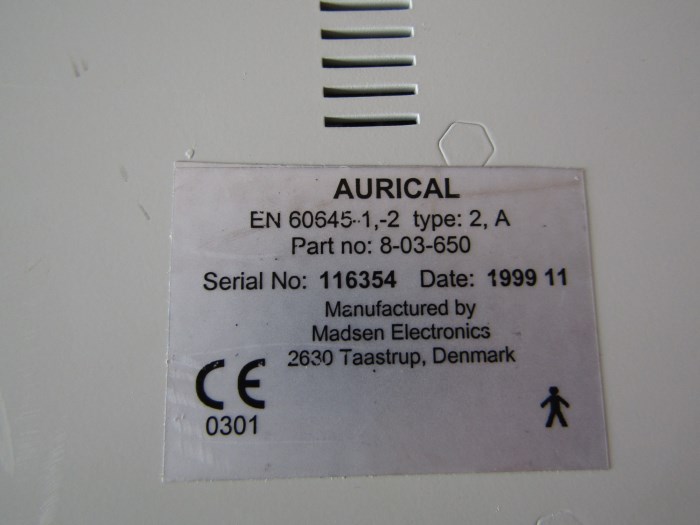 AURICAL
EN 60645-1,-2 type: 2, A
Part no: 8-03-650
Serial No: 116354 Date: 1999 11
Manufactured by
Madsen Electronics
2630 Taastrup, Denmark
CE
0301